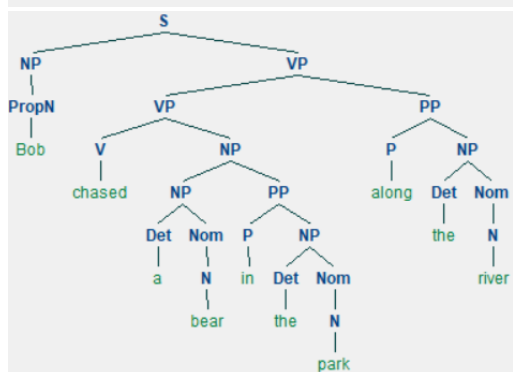 S
NP VP
PropN VP PP
Bob V NP P NP
chased NP PP along Det Nom
Det Nom P NP the N
a N in Det Nom river
bear the N
park